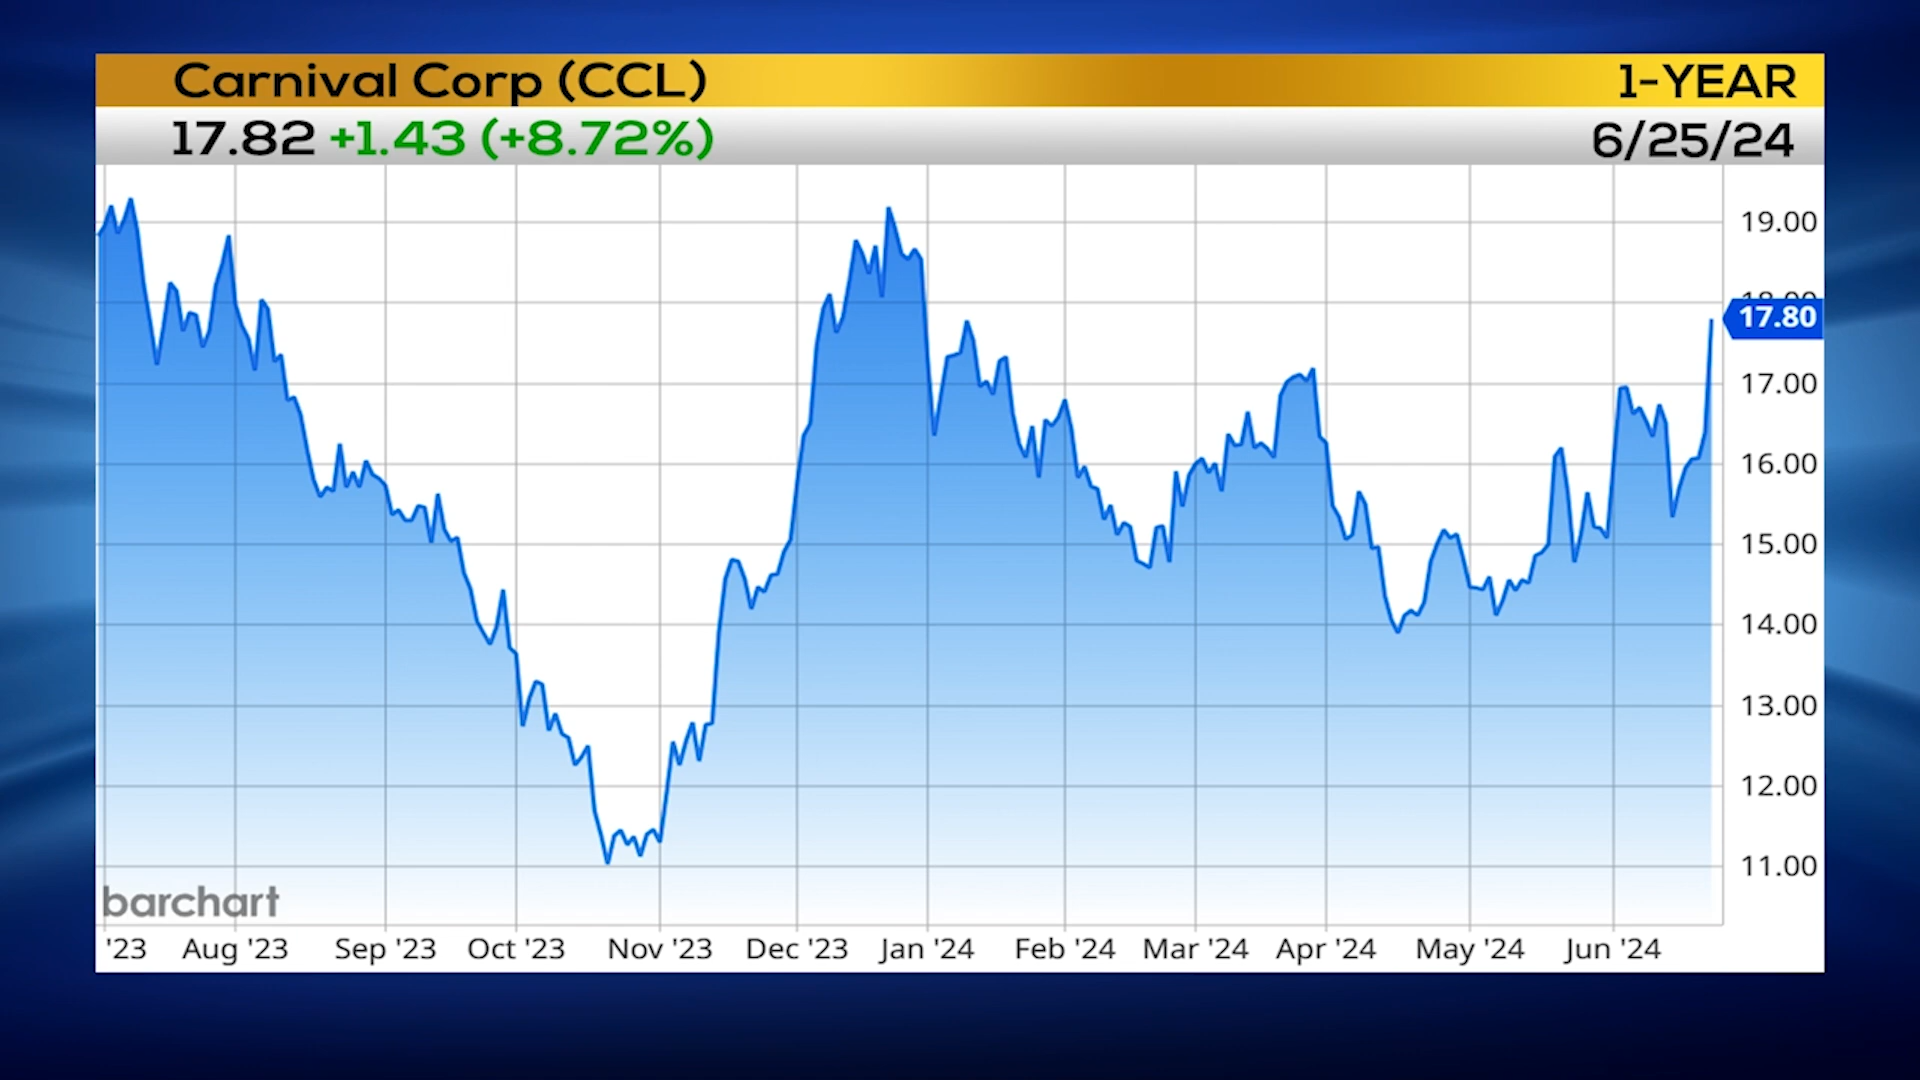 Carnival Corp (CCL) 1-YEAR
17.82 +1.43 (+8.72%) 6/25/24
19.00
17.80
17.00
16.00
15.00
14.00
13.00
12.00
11.00
barchart
'23 Aug '23 Sep '23 Oct '23 Nov '23 Dec '23 Jan '24 Feb '24 Mar '24 Apr '24 May '24 Jun '24